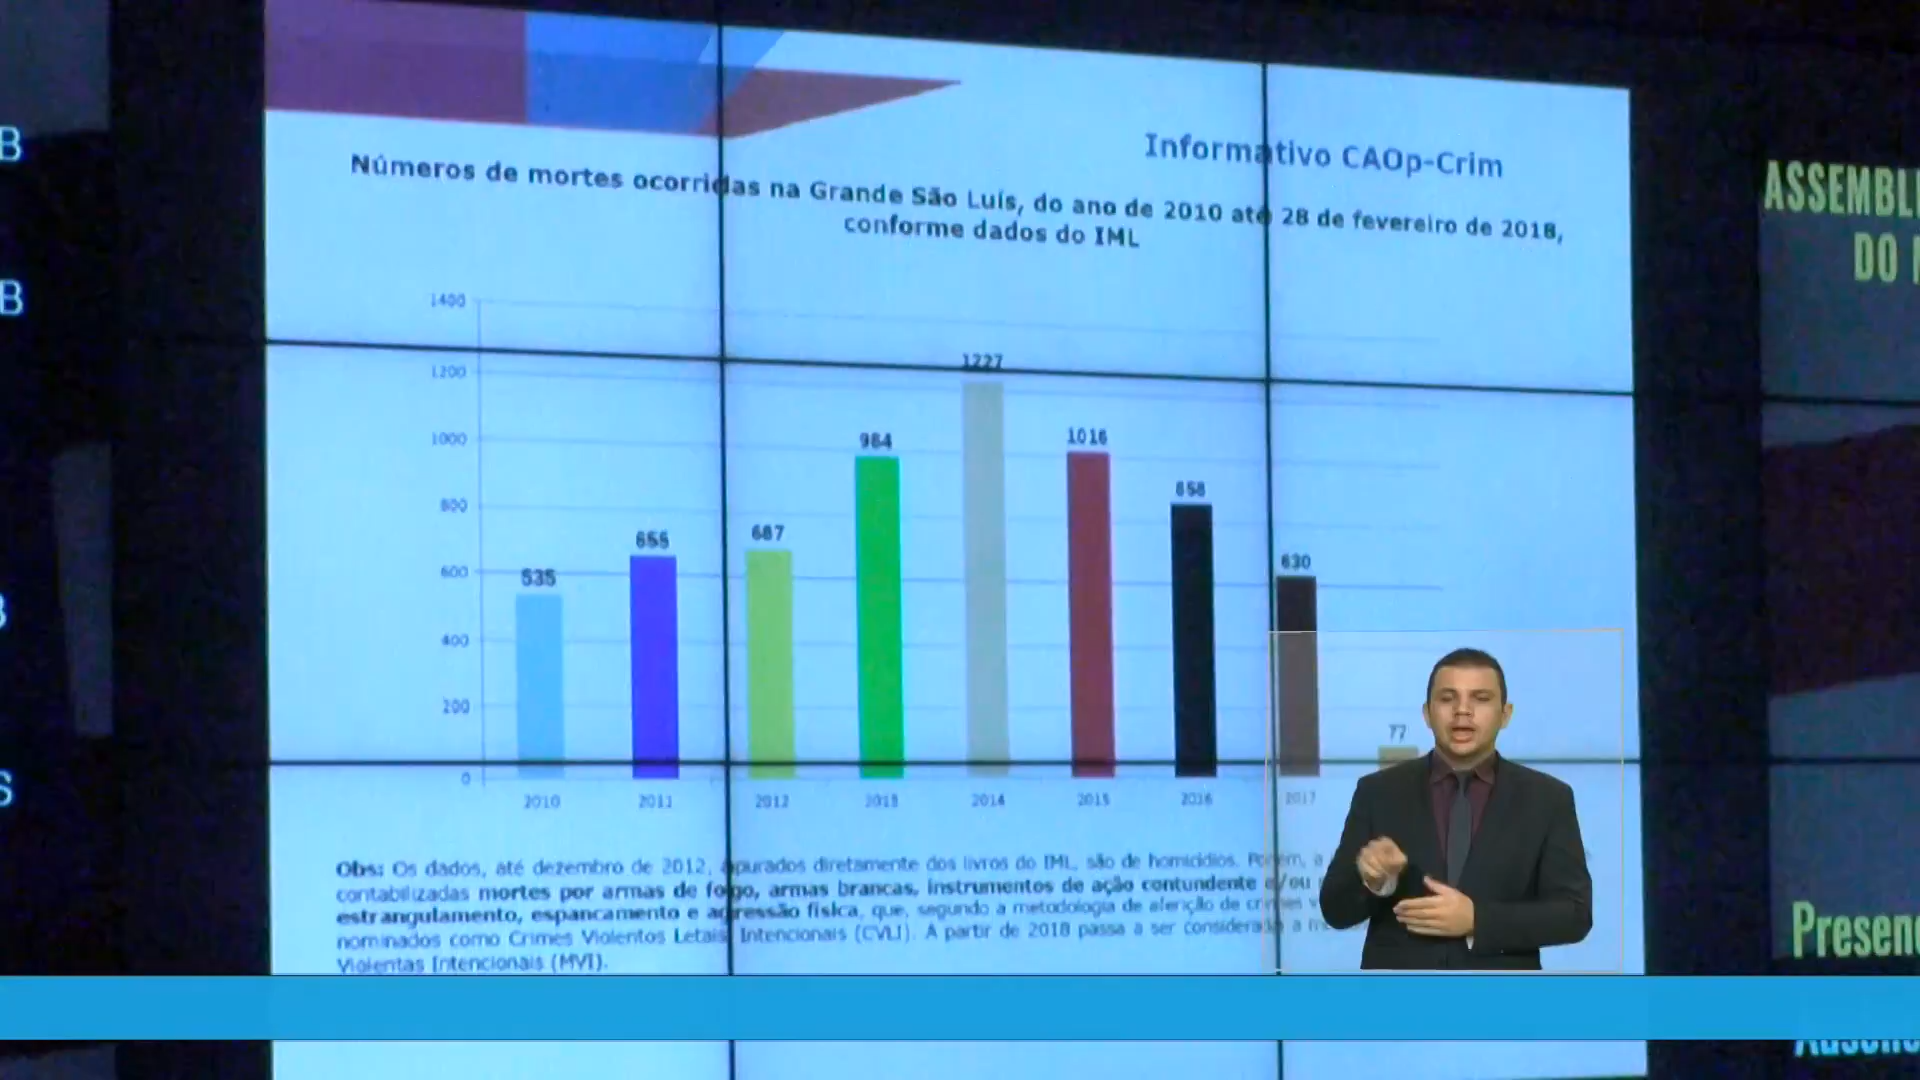 Informativo CAOp-Crim
Números de mortes ocorridas na Grande São Luís, do ano de 2010 até 28 de fevereiro de 2018,
conforme dados do IML
1400
1200
1000
800
600
400
200
0
535
655
687
984
1227
1016
858
630
77
2010
2011
2012
2013
2014
2015
2016
2017
Obs: Os dados, até dezembro de 2012, apurados diretamente dos livros do IML, são de homicídios. Porém, a
contabilizadas mortes por armas de fogo, armas brancas, instrumentos de ação contundente e/ou
estrangulamento, espancamento e agressão física, que, segundo a metodologia de aferição de crimes
nominados como Crimes Violentos Letais Intencionais (CVLI). A partir de 2018 passa a ser considerada a
Violentas Intencionais (MVI).
B
B
B
S
ASSEMBL
DO
Presen